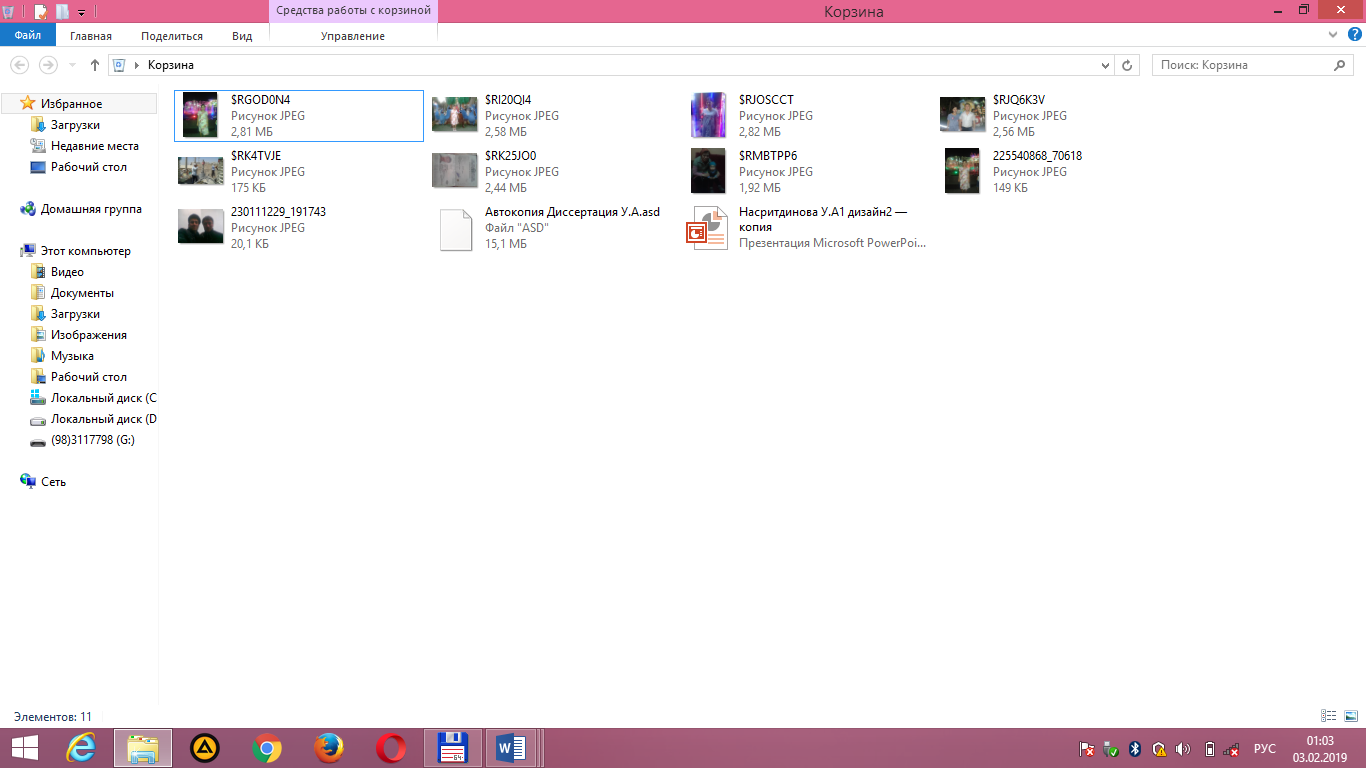 Средства работы с корзиной
Корзина
Файл
Главная
Поделиться
Вид
Управление
Корзина
Поиск: Корзина
Избранное
Загрузки
Недавние места
Рабочий стол
Домашняя группа
Этот компьютер
Видео
Документы
Загрузки
Изображения
Музыка
Рабочий стол
Локальный диск (C
Локальный диск (D
(98)3117798 (G:)
Сеть
$RGOD0N4
Рисунок JPEG
2,81 МБ
$RI20QI4
Рисунок JPEG
2,58 МБ
$RJOSCCT
Рисунок JPEG
2,82 МБ
$RJQ6K3V
Рисунок JPEG
2,56 МБ
$RK4TVJE
Рисунок JPEG
175 КБ
$RK25JO0
Рисунок JPEG
2,44 МБ
$RMBTPP6
Рисунок JPEG
1,92 МБ
225540868_70618
Рисунок JPEG
149 КБ
230111229_191743
Рисунок JPEG
20,1 КБ
Автокопия Диссертация У.А.asd
Файл "ASD"
15,1 МБ
Насритдинова У.А1 дизайн2 —
копия
Презентация Microsoft PowerPoi...
Элементов: 11
64
РУС
01:03
03.02.2019